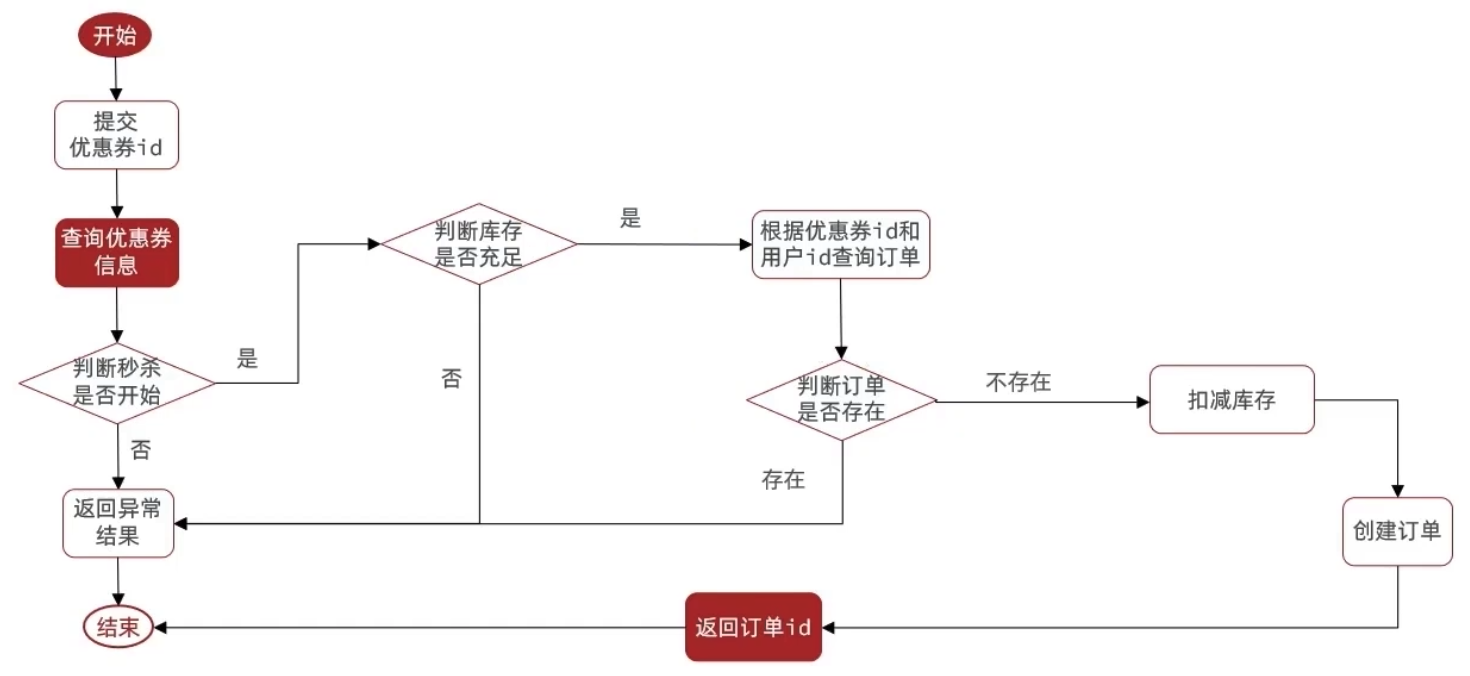 开始
提交
优惠券id
查询优惠券
信息
判断秒杀
是否开始
是
否
返回异常
结果
结束
判断库存
是否充足
是
否
根据优惠券id和
用户id查询订单
判断订单
是否存在
不存在
存在
扣减库存
创建订单
返回订单id